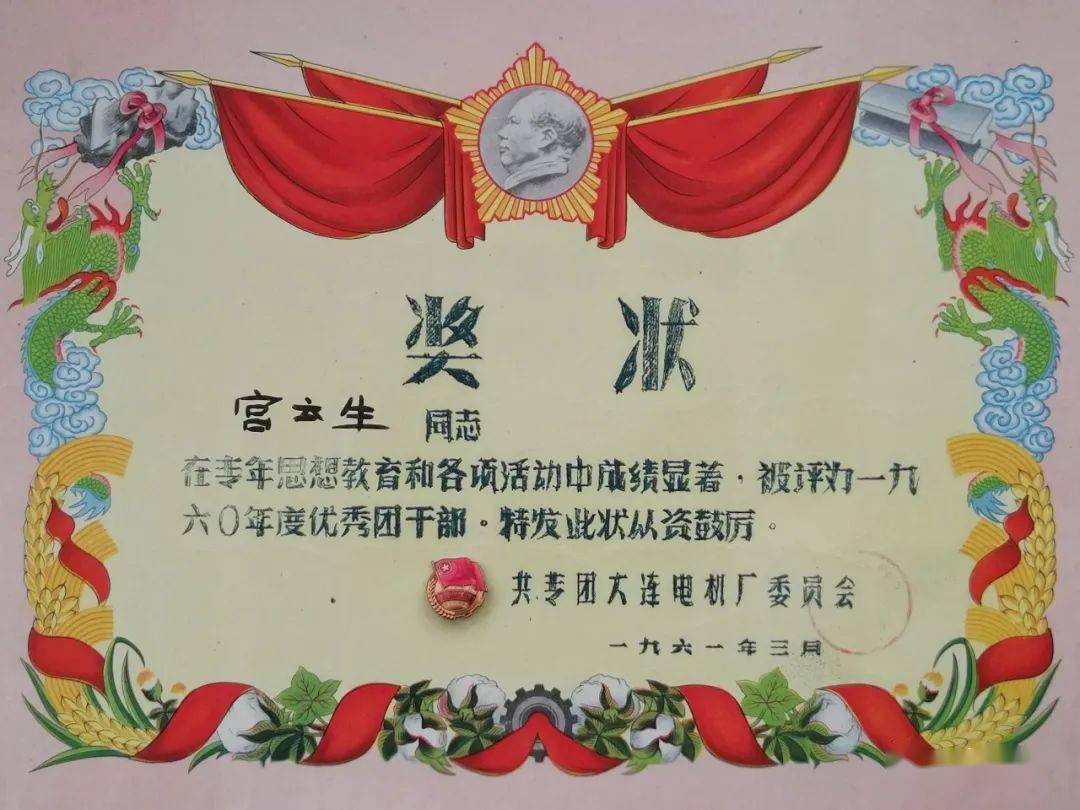 奖状
宫云生 同志
在青年思想教育和各项活动中成绩显著·被评为一九
六〇年度优秀团干部。特发此状以资鼓厉。
共青团大连电机厂委员会
一九六一年三月